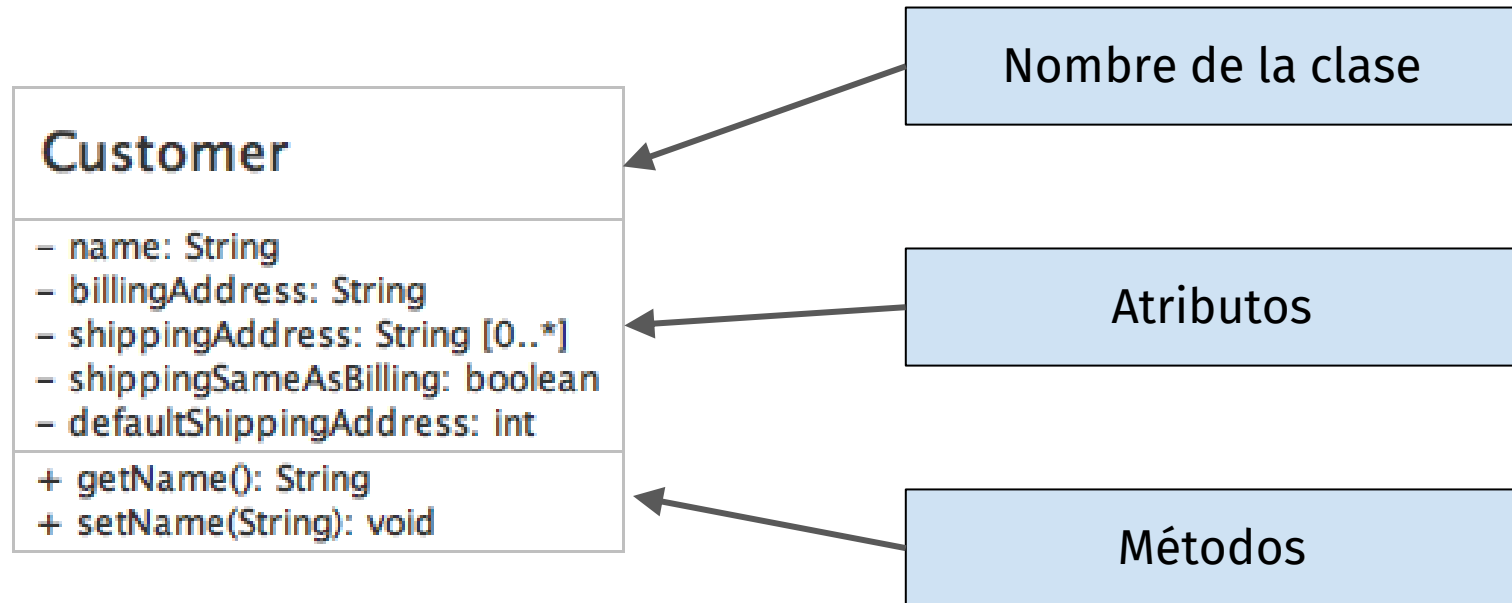 Nombre de la clase
Customer
– name: String
– billingAddress: String
– shippingAddress: String [0..*]
– shippingSameAsBilling: boolean
– defaultShippingAddress: int
Atributos
+ getName(): String
+ setName(String): void
Métodos